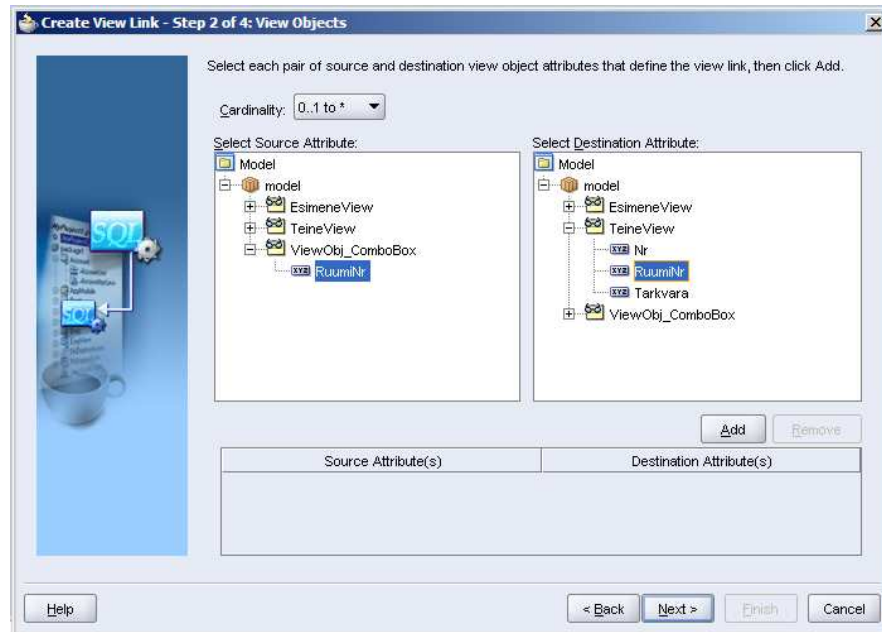 Create View Link - Step 2 of 4: View Objects
Select each pair of source and destination view object attributes that define the view link, then click Add.
Cardinality: 0..1 to *
Select Source Attribute:
Model
model
EsimeneView
TeineView
ViewObj_ComboBox
RuumiNr
Select Destination Attribute:
Model
model
EsimeneView
TeineView
Nr
RuumiNr
Tarkvara
ViewObj_ComboBox
SQL
SQL
Add Remove
Source Attribute(s) Destination Attribute(s)
Help < Back Next > Finish Cancel